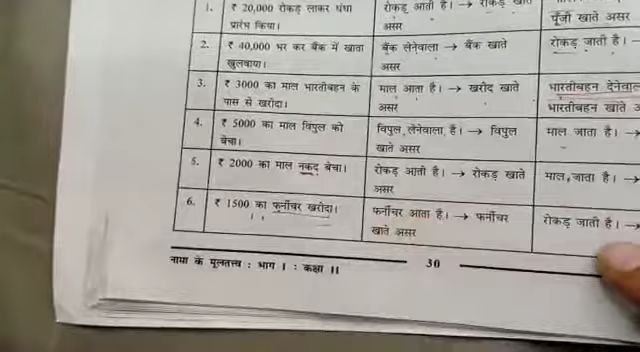 1. ₹ 20,000 रोकड़ लाकर धंधा
प्रारंभ किया।
रोकड़ आती है। → रोकड़ खाते
असर
पूँजी खाते असर
2. ₹ 40,000 भर कर बैंक में खाता
खुलवाया।
बैंक लेनेवाला → बैंक खाते
असर
रोकड़ जाती है। →
3. ₹ 3000 का माल भारतीबहन के
पास से खरीदा।
माल आता है। → खरीद खाते
असर
भारतीबहन
भारतीबहन खाते
4. ₹ 5000 का माल विपुल को
बेचा।
विपुल लेनेवाला है। → विपुल
खाते असर
माल जाता है। →
5. ₹ 2000 का माल नकद बेचा।
रोकड़ आती है। → रोकड़ खाते
असर
माल जाता है। →
6. ₹ 1500 का फर्नीचर खरीदा।
फर्नीचर आता है। → फर्नीचर
खाते असर
रोकड़ जाती है। →
नामा के मूलतत्त्व : भाग I : कक्षा 11
30